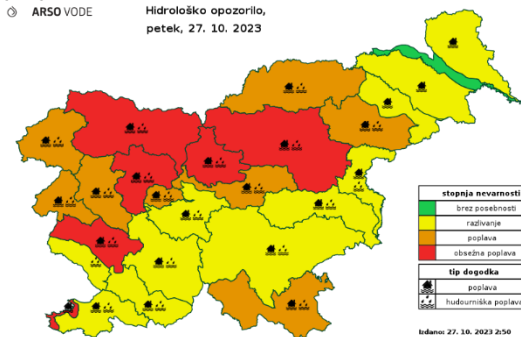 ARSO VODE
Hidrološko opozorilo,
petek, 27. 10. 2023
stopnja nevarnosti
brez posebnosti
razlivanje
poplava
obsežna poplava
tip dogodka
poplava
hudourniška poplava
Izdano: 27. 10. 2023 2:50